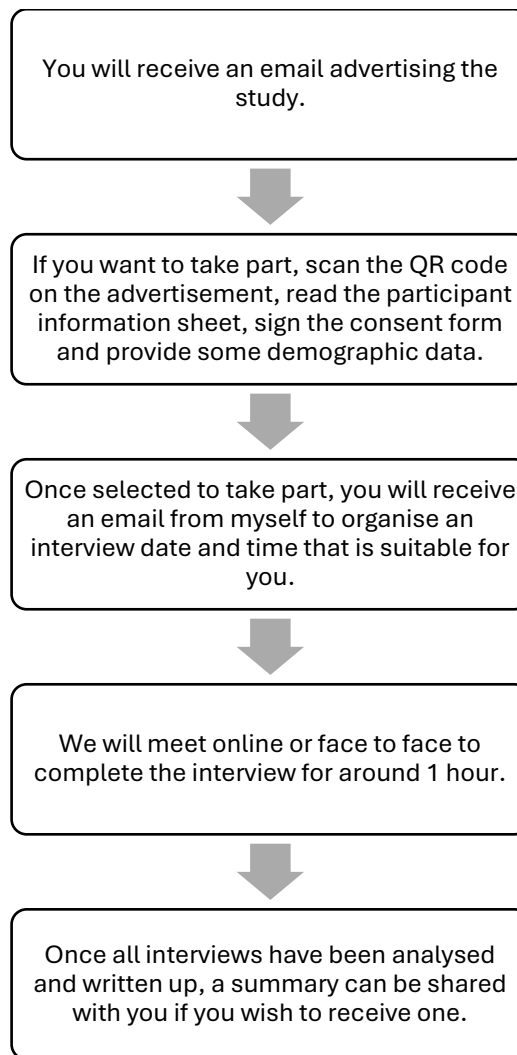 You will receive an email advertising the
study.
If you want to take part, scan the QR code
on the advertisement, read the participant
information sheet, sign the consent form
and provide some demographic data.
Once selected to take part, you will receive
an email from myself to organise an
interview date and time that is suitable for
you.
We will meet online or face to face to
complete the interview for around 1 hour.
Once all interviews have been analysed
and written up, a summary can be shared
with you if you wish to receive one.